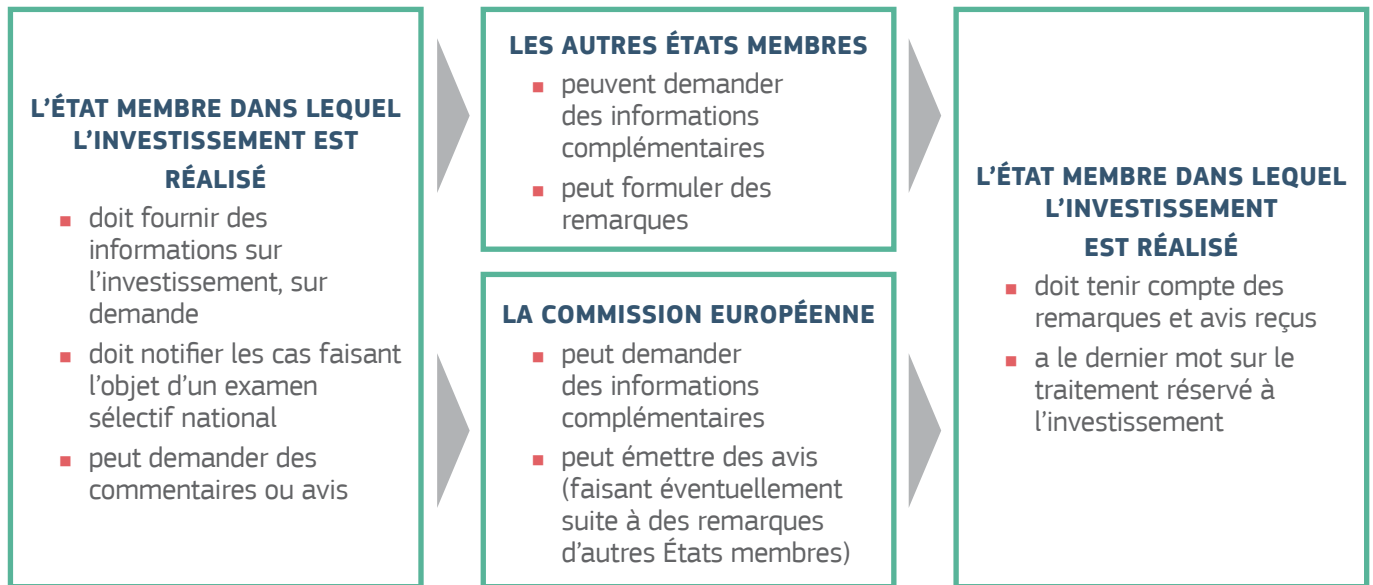 L'ÉTAT MEMBRE DANS LEQUEL
L'INVESTISSEMENT EST
RÉALISÉ
▪ doit fournir des
informations sur
l'investissement, sur
demande
▪ doit notifier les cas faisant
l'objet d'un examen
sélectif national
▪ peut demander des
commentaires ou avis
LES AUTRES ÉTATS MEMBRES
▪ peuvent demander
des informations
complémentaires
▪ peut formuler des
remarques
LA COMMISSION EUROPÉENNE
▪ peut demander
des informations
complémentaires
▪ peut émettre des avis
(faisant éventuellement
suite à des remarques
d'autres États membres)
L'ÉTAT MEMBRE DANS LEQUEL
L'INVESTISSEMENT
EST RÉALISÉ
▪ doit tenir compte des
remarques et avis reçus
▪ a le dernier mot sur le
traitement réservé à
l'investissement